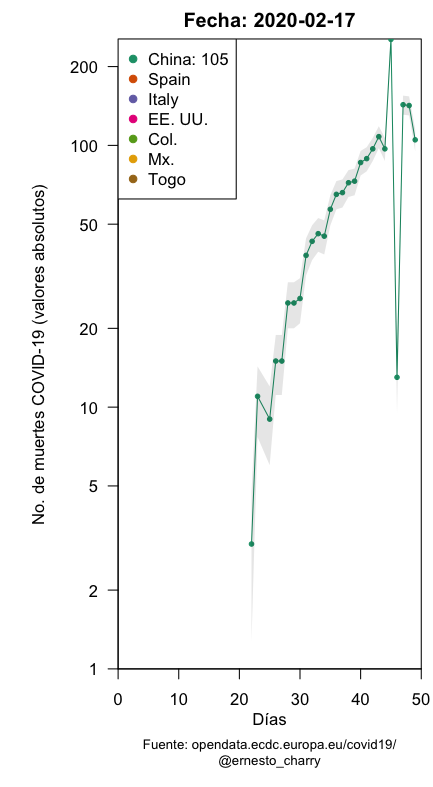 Fecha: 2020-02-17
China: 105
Spain
Italy
EE. UU.
Col.
Mx.
Togo
No. de muertes COVID-19 (valores absolutos)
200
100
50
20
10
5
2
1
0 10 20 30 40 50
Días
Fuente: opendata.ecdc.europa.eu/covid19/
@ernesto_charry